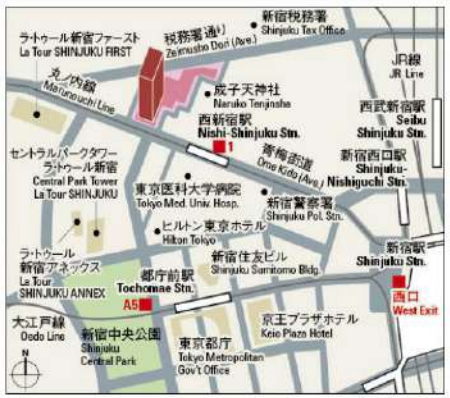 ラ・トゥール新宿ファースト
La Tour SHINJUKU FIRST
税務署通り
Zeimusho Dori (Ave.)
新宿税務署
Shinjuku Tax Office
丸ノ内線
Marunouchi Line
成子天神社
Naruko Tenjinsha
JR線
JR Line
西新宿駅
Nishi-Shinjuku Stn.
1
西武新宿駅
Seibu
Shinjuku Stn.
青梅街道
Ome Kaido (Ave.)
新宿西口駅
Shinjuku-
Nishiguchi Stn.
セントラルパークタワー
ラ・トゥール新宿
Central Park Tower
La Tour SHINJUKU
東京医科大学病院
Tokyo Med. Univ. Hosp.
新宿警察署
Shinjuku Pol. Stn.
ヒルトン東京ホテル
Hilton Tokyo
ラ・トゥール
新宿アネックス
La Tour
SHINJUKU ANNEX
都庁前駅
Tochomae Stn.
A5
新宿住友ビル
Shinjuku Sumitomo Bldg.
新宿駅
Shinjuku Stn.
西口
West Exit
大江戸線
Oedo Line
新宿中央公園
Shinjuku
Central Park
東京都庁
Tokyo Metropolitan
Gov't Office
京王プラザホテル
Keio Plaza Hotel
N